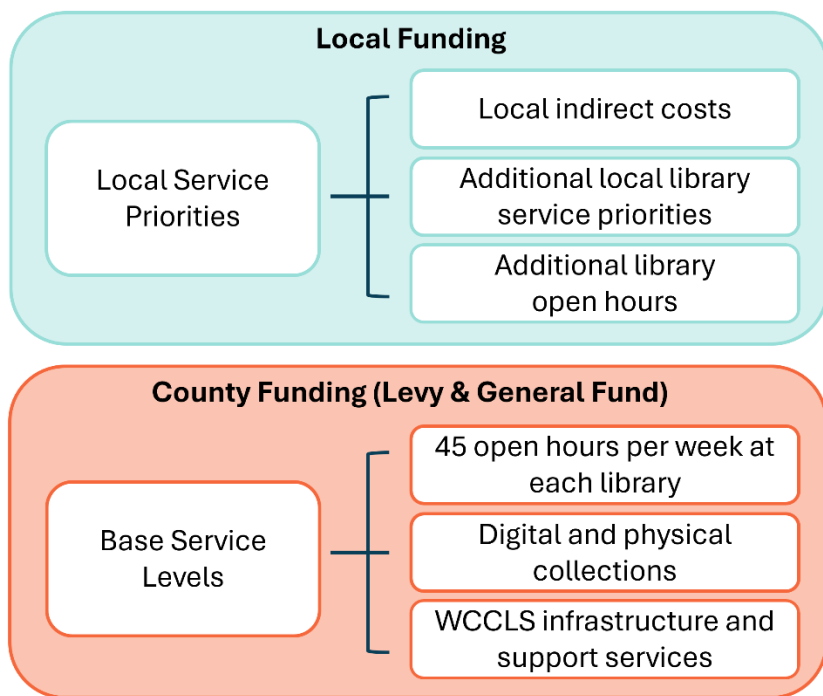 Local Funding
Local Service
Priorities
Local indirect costs
Additional local library
service priorities
Additional library
open hours
County Funding (Levy & General Fund)
Base Service
Levels
45 open hours per week at
each library
Digital and physical
collections
WCCLS infrastructure and
support services